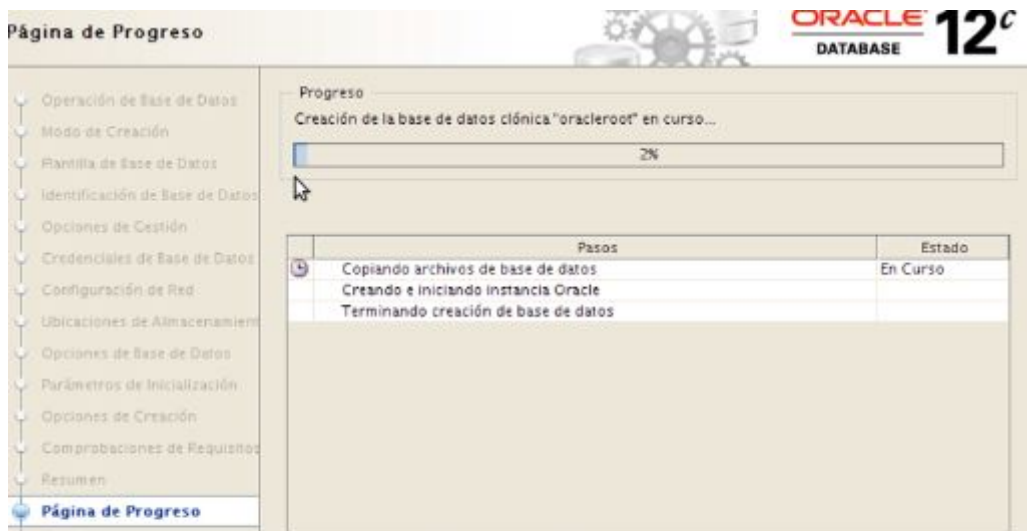 Página de Progreso
ORACLE
DATABASE
12c
Operación de Base de Datos
Modo de Creación
Plantilla de Base de Datos
Identificación de Base de Datos
Opciones de Gestión
Credenciales de Base de Datos
Configuración de Red
Ubicaciones de Almacenamient
Opciones de Base de Datos
Parámetros de Inicialización
Opciones de Creación
Comprobaciones de Requisitos
Resumen
Página de Progreso
Progreso
Creación de la base de datos clónica "oracleroot" en curso...
2%
Pasos Estado
Copiando archivos de base de datos En Curso
Creando e iniciando instancia Oracle
Terminando creación de base de datos